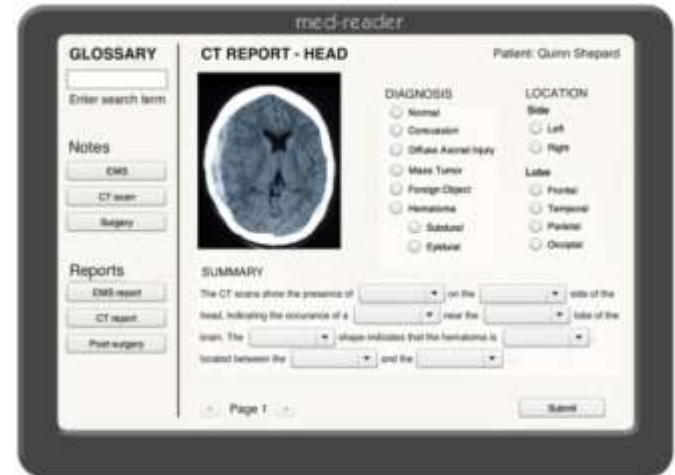 med-reader
GLOSSARY
Enter search term
Notes
EMS
CT scan
Surgery
Reports
EMS report
CT report
Post-surgery
CT REPORT - HEAD
Patient: Quinn Shepard
DIAGNOSIS
Normal
Concussion
Diffuse Axonal Injury
Mass Tumor
Foreign Object
Hematoma
Subdural
Epidural
LOCATION
Side
Left
Right
Lobe
Frontal
Temporal
Parietal
Occipital
SUMMARY
The CT scans show the presence of on the side of the
head, indicating the occurance of a near the lobe of the
brain. The shape indicates that the hematoma is
located between the and the
Page 1
Submit